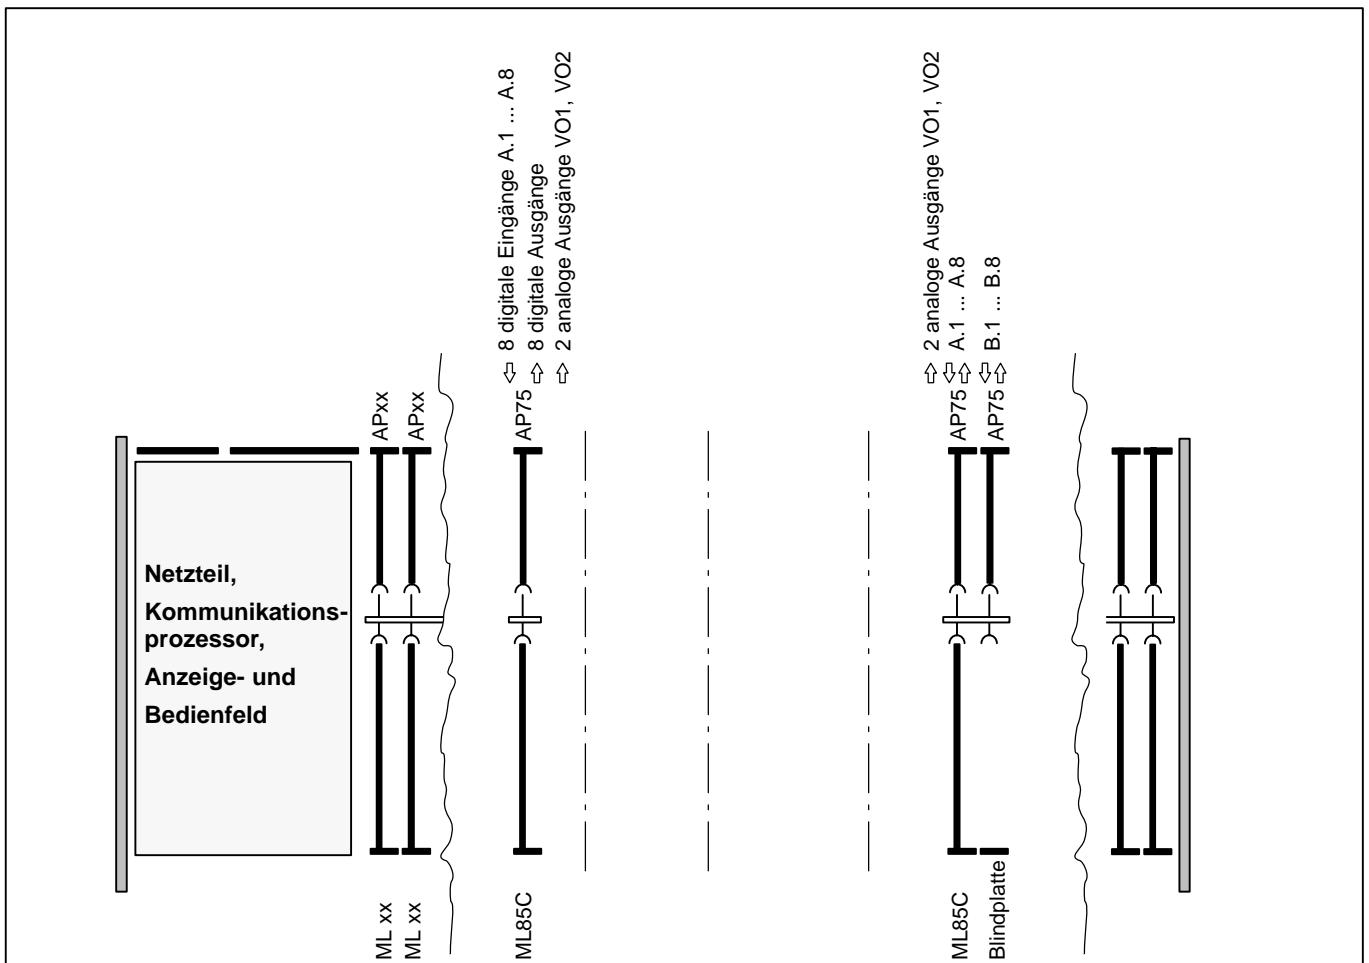 8 digitale Eingänge A.1 ... A.8
8 digitale Ausgänge
2 analoge Ausgänge VO1, VO2
2 analoge Ausgänge VO1, VO2
A.1 ... A.8
B.1 ... B.8
APxx
APxx
AP75
AP75
AP75
Netzteil,
Kommunikations-
prozessor,
Anzeige- und
Bedienfeld
ML xx
ML xx
ML85C
ML85C
Blindplatte